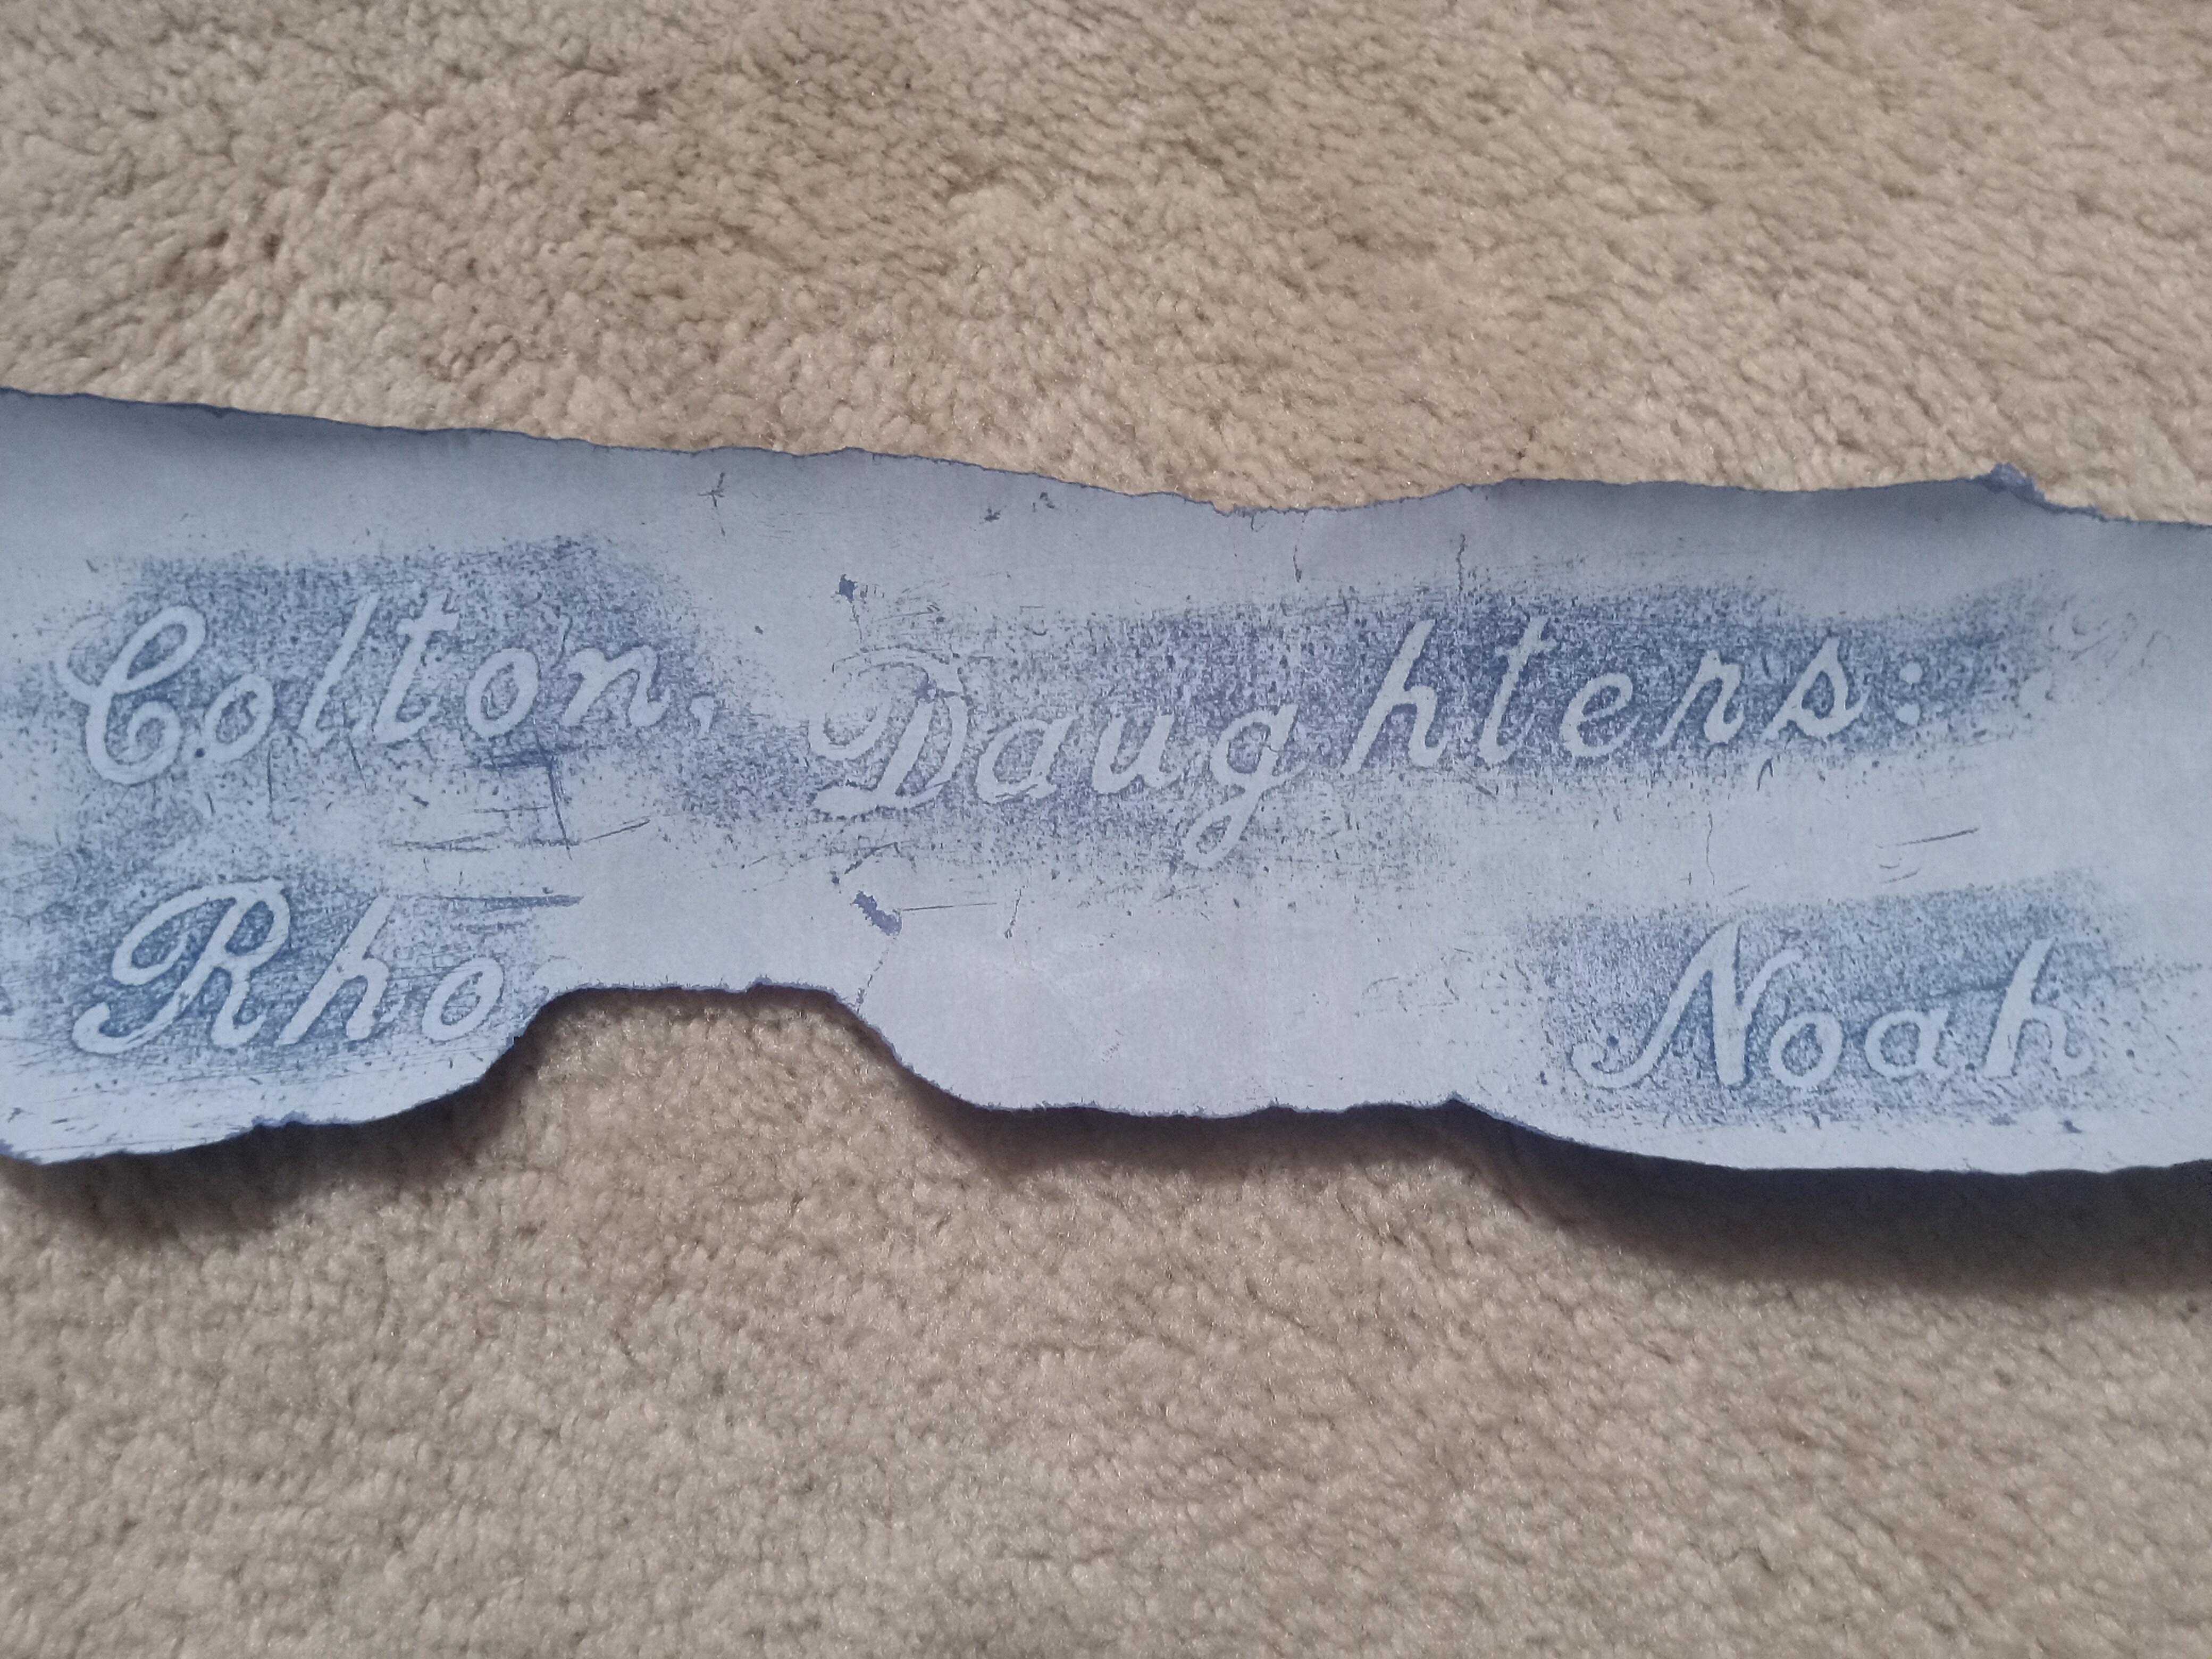 Colton, Daughters:
Rho Noah